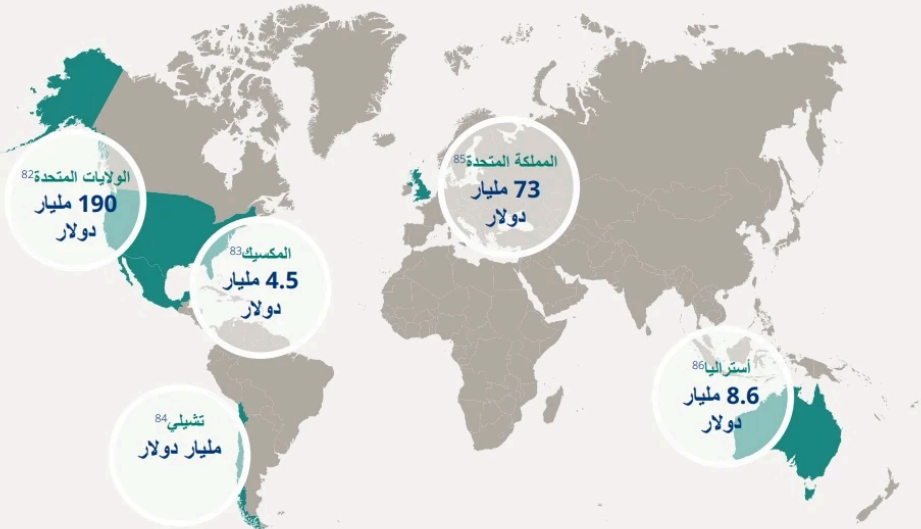 الولايات المتحدة82
190 مليار
دولار
المكسيك83
4.5 مليار
دولار
تشيلي84
مليار دولار
المملكة المتحدة85
73 مليار
دولار
أستراليا86
8.6 مليار
دولار